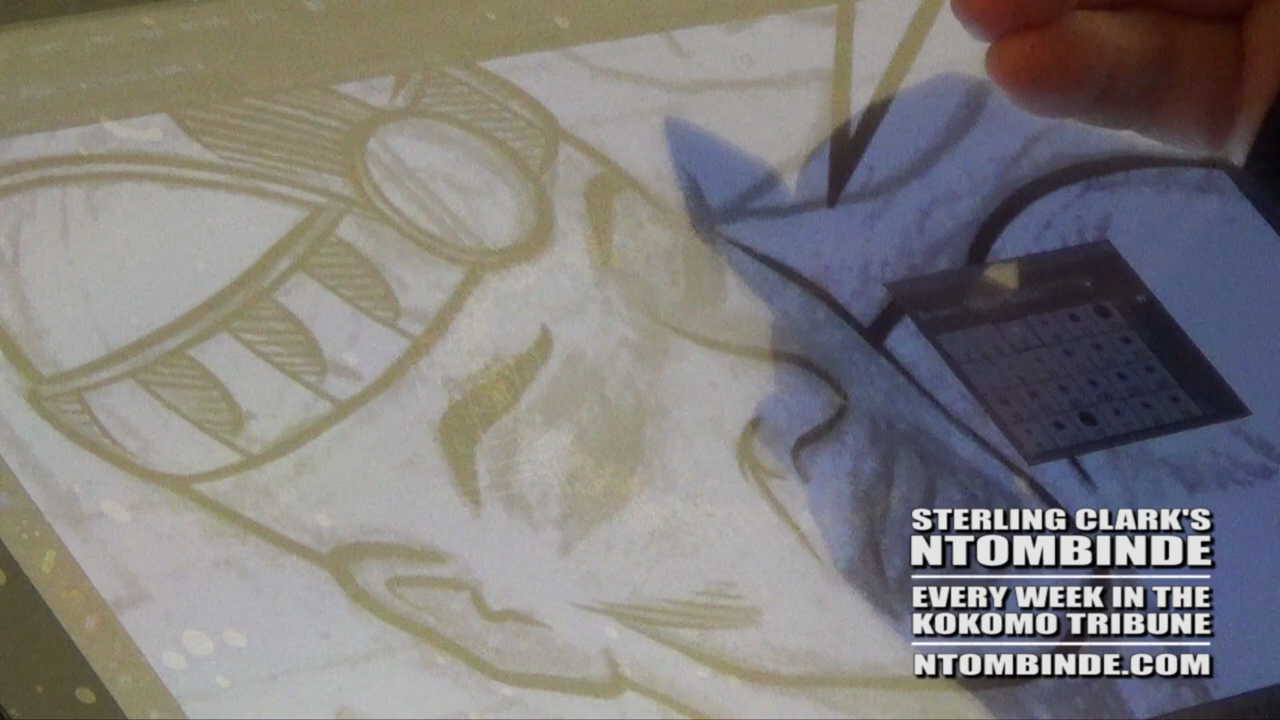 STERLING CLARK'S
NTOMBINDE
EVERY WEEK IN THE
KOKOMO TRIBUNE
NTOMBINDE.COM